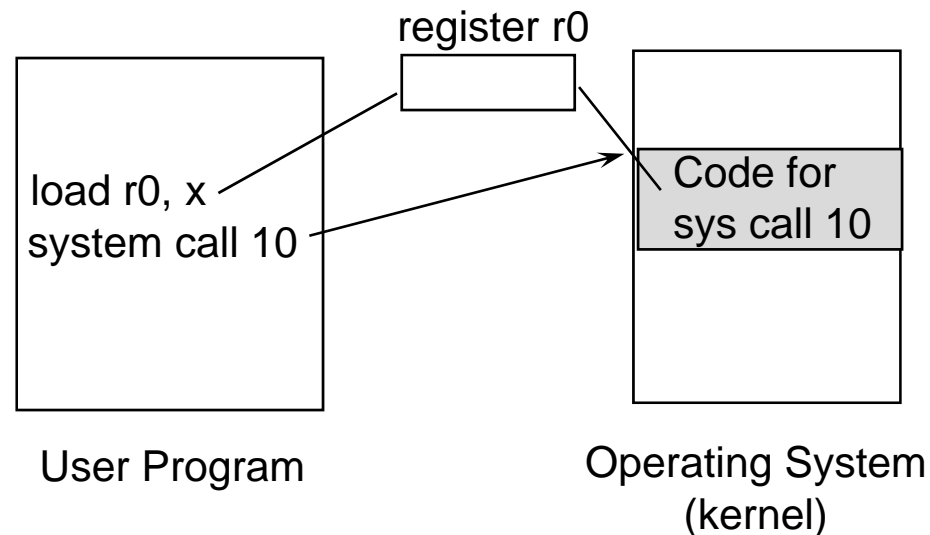 register r0
load r0, x
system call 10
Code for
sys call 10
User Program
Operating System
(kernel)